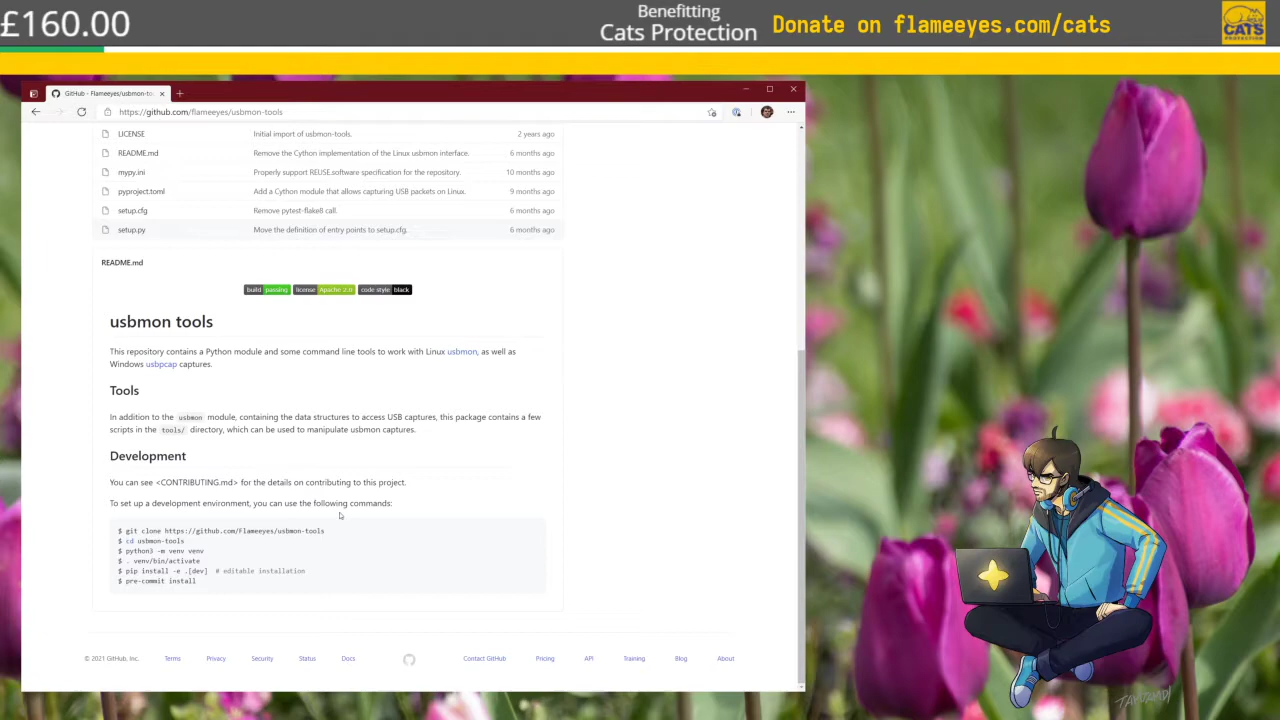 £160.00
Benefitting
Cats Protection
Donate on flameeyes.com/cats
CATS
PROTECTION
GitHub - Flameeyes/usbmon-to
https://github.com/flameeyes/usbmon-tools
LICENSE Initial import of usbmon-tools. 2 years ago
README.md Remove the Cython implementation of the Linux usbmon interface. 6 months ago
mypy.ini Properly support REUSE.software specification for the repository. 10 months ago
pyproject.toml Add a Cython module that allows capturing USB packets on Linux. 9 months ago
setup.cfg Remove pytest-flake8 call. 6 months ago
setup.py Move the definition of entry points to setup.cfg. 6 months ago
README.md
build passing license Apache 2.0 code style black
usbmon tools
This repository contains a Python module and some command line tools to work with Linux usbmon, as well as
Windows usbpcap captures.
Tools
In addition to the usbmon module, containing the data structures to access USB captures, this package contains a few
scripts in the tools/ directory, which can be used to manipulate usbmon captures.
Development
You can see <CONTRIBUTING.md> for the details on contributing to this project.
To set up a development environment, you can use the following commands:
$ git clone https://github.com/Flameeyes/usbmon-tools
$ cd usbmon-tools
$ python3 -m venv venv
$ . venv/bin/activate
$ pip install -e .[dev] # editable installation
$ pre-commit install
© 2021 GitHub, Inc. Terms Privacy Security Status Docs Contact GitHub Pricing API Training Blog About